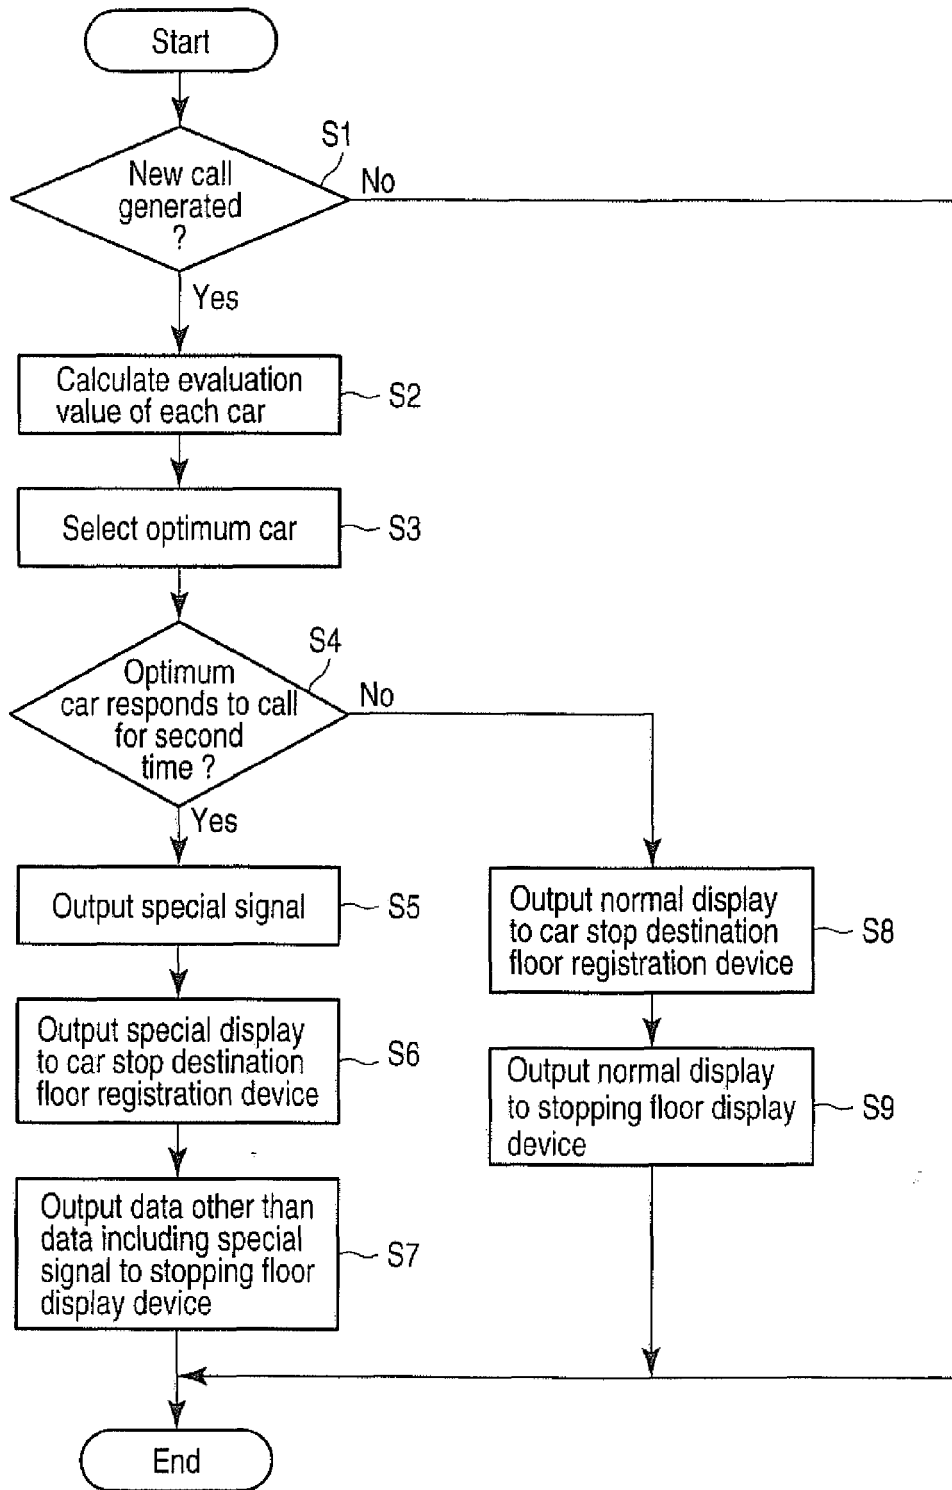 Start
S1
New call
generated
?
No
Yes
Calculate evaluation
value of each car
S2
Select optimum car
S3
S4
Optimum
car responds to call
for second
time ?
No
Yes
Output special signal
S5
Output special display
to car stop destination
floor registration device
S6
Output data other than
data including special
signal to stopping floor
display device
S7
Output normal display
to car stop destination
floor registration device
S8
Output normal display
to stopping floor display
device
S9
End